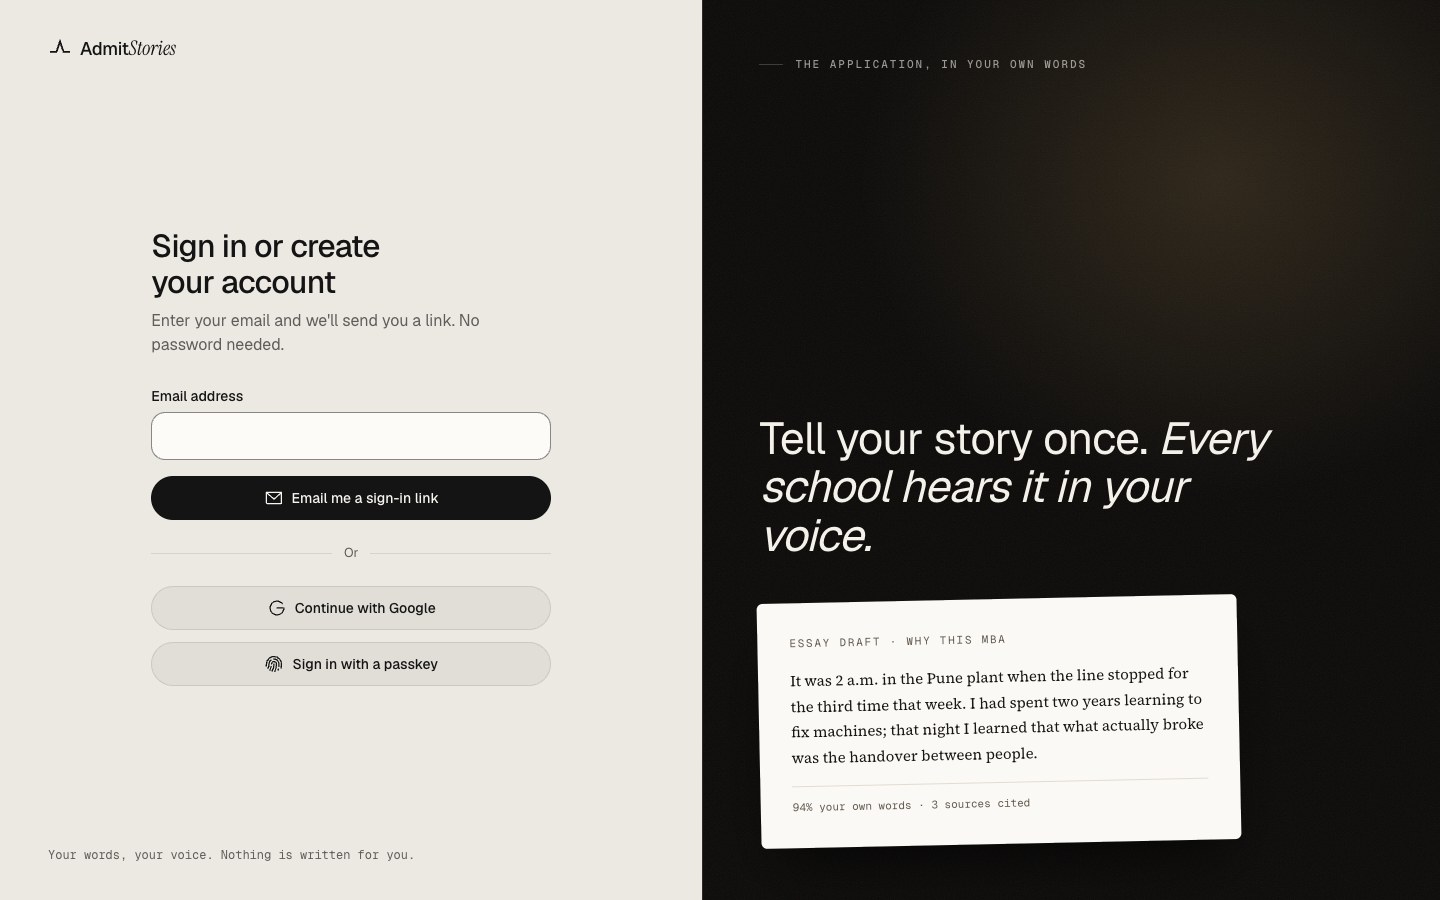 AdmitStories
Sign in or create
your account
Enter your email and we'll send you a link. No
password needed.
Email address
Email me a sign-in link
Or
Continue with Google
Sign in with a passkey
Your words, your voice. Nothing is written for you.
THE APPLICATION, IN YOUR OWN WORDS
Tell your story once. Every
school hears it in your
voice.
ESSAY DRAFT · WHY THIS MBA
It was 2 a.m. in the Pune plant when the line stopped for
the third time that week. I had spent two years learning to
fix machines; that night I learned that what actually broke
was the handover between people.
94% your own words · 3 sources cited